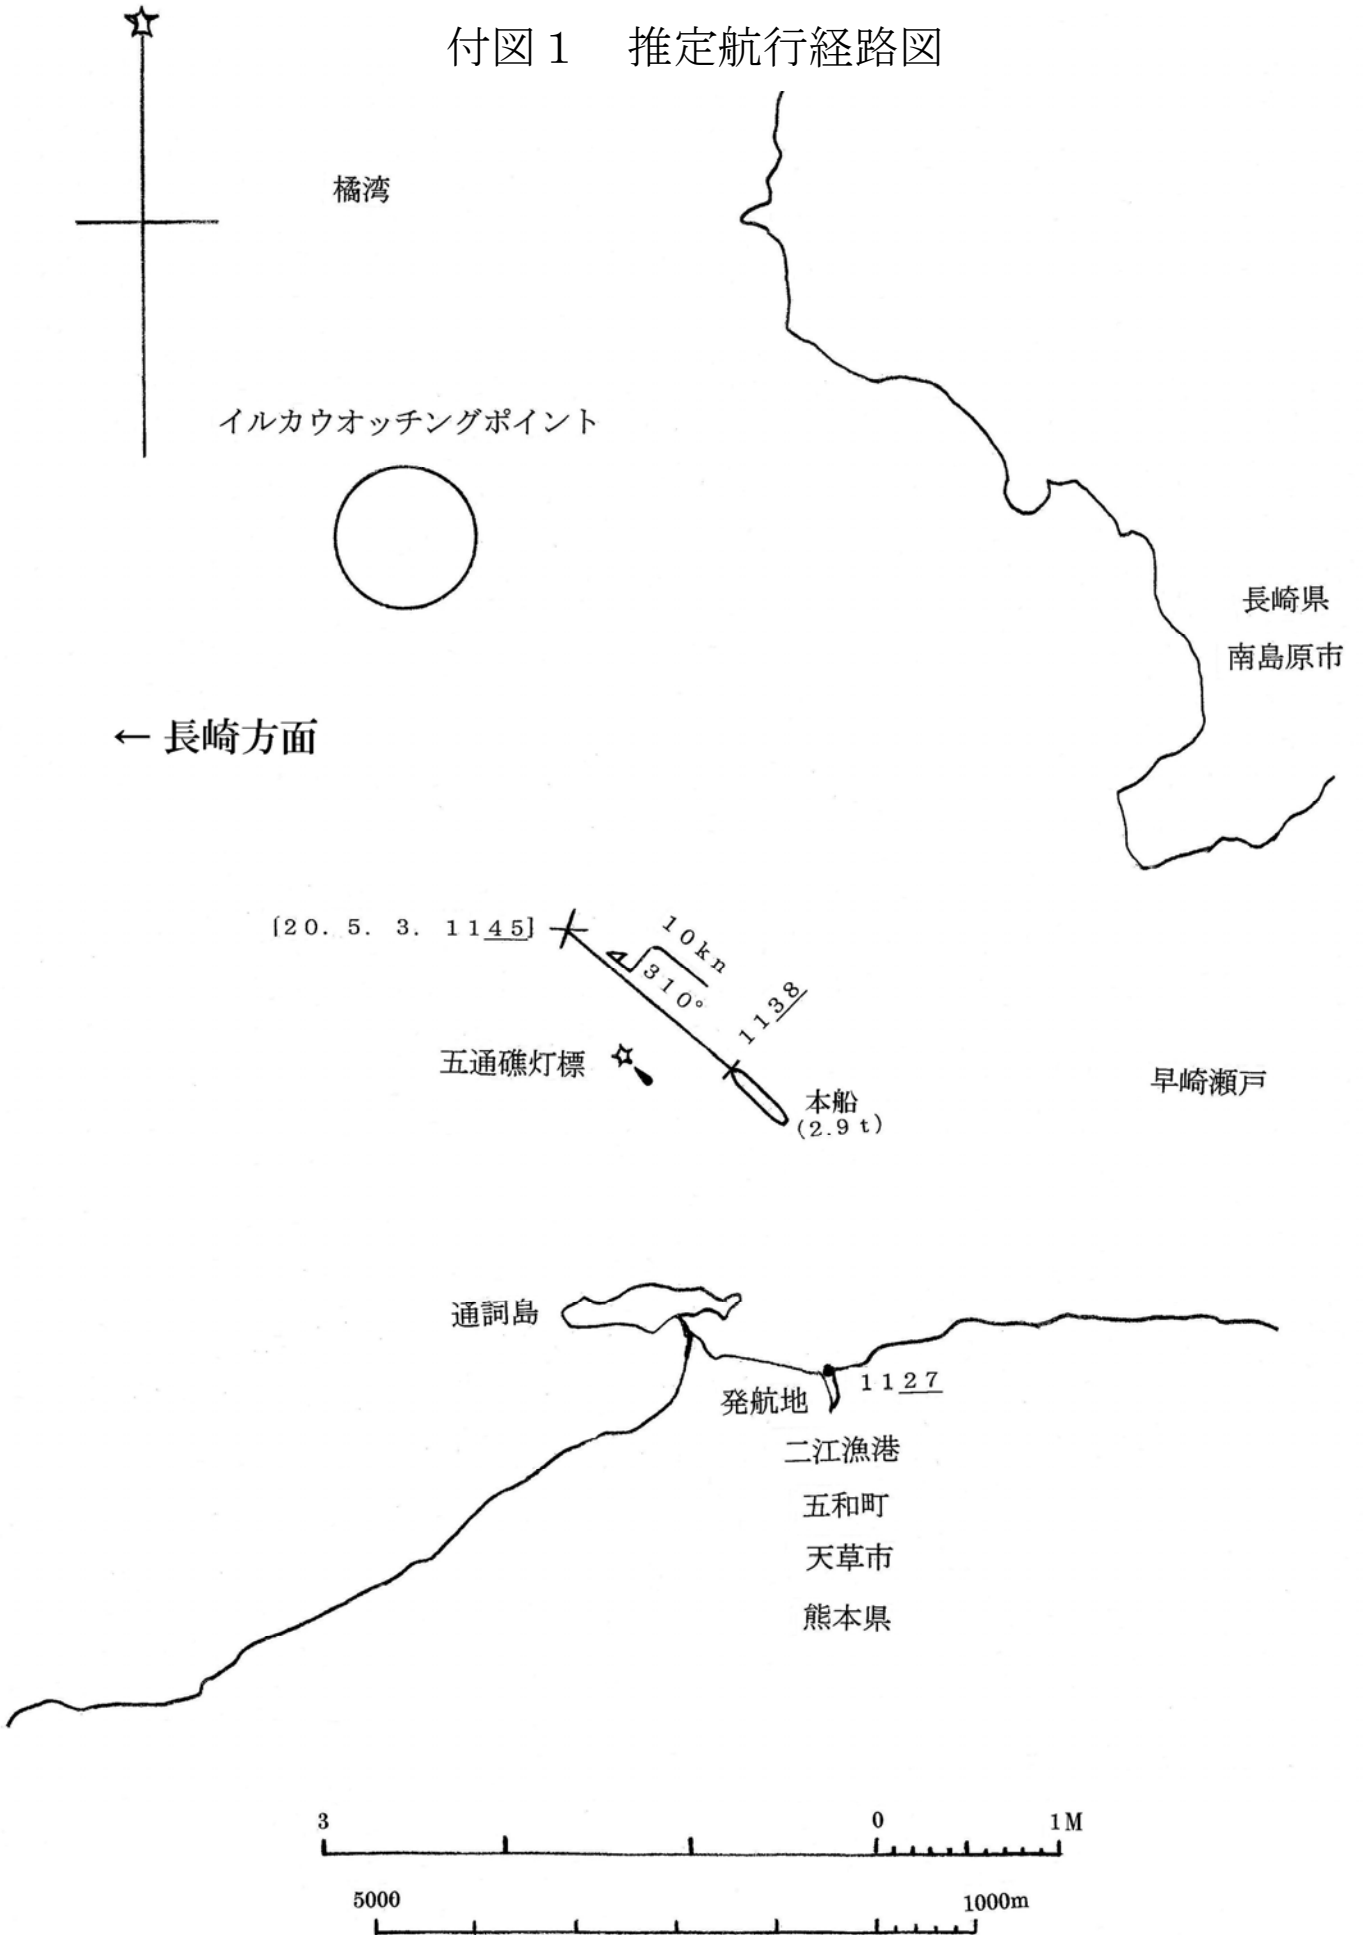 付図１　推定航行経路図
橘湾
イルカウオッチングポイント
長崎県
南島原市
← 長崎方面
[20. 5. 3. 1145]
10kn
310°
1138
五通礁灯標
本船
(2.9t)
早崎瀬戸
通詞島
1127
発航地
二江漁港
五和町
天草市
熊本県
3 0 1M
5000 1000m